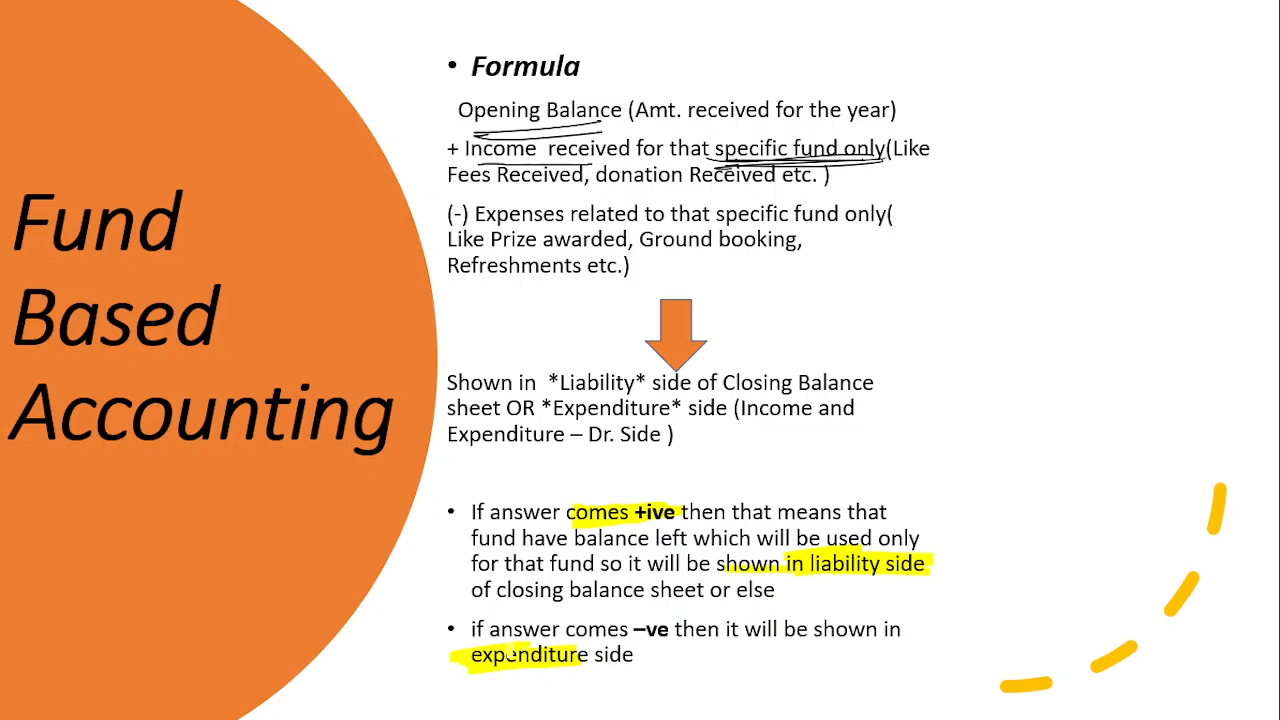 Fund
Based
Accounting
• Formula
Opening Balance (Amt. received for the year)
+ Income received for that specific fund only(Like
Fees Received, donation Received etc. )
(-) Expenses related to that specific fund only(
Like Prize awarded, Ground booking,
Refreshments etc.)
Shown in *Liability* side of Closing Balance
sheet OR *Expenditure* side (Income and
Expenditure – Dr. Side )
• If answer comes +ive then that means that
fund have balance left which will be used only
for that fund so it will be shown in liability side
of closing balance sheet or else
• if answer comes –ve then it will be shown in
expenditure side